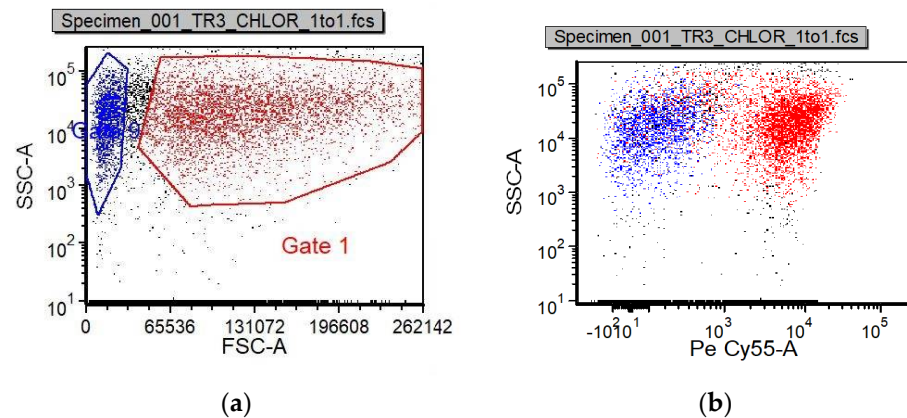 Specimen_001_TR3_CHLOR_1to1.fcs
SSC-A
10^5
10^4
10^3
10^2
10^1
Gate 1
0 65536 131072 196608 262142
FSC-A
(a)
Specimen_001_TR3_CHLOR_1to1.fcs
SSC-A
10^5
10^4
10^3
10^2
10^1
10^3 10^4 10^5
Pe Cy55-A
(b)